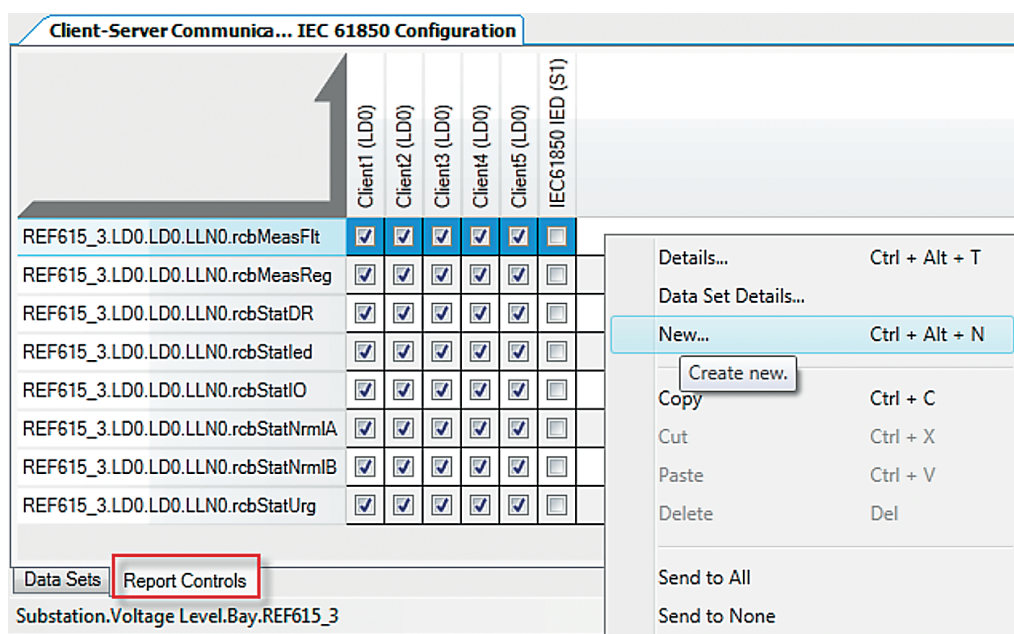 Client-Server Communica... IEC 61850 Configuration
Client1 (LD0)
Client2 (LD0)
Client3 (LD0)
Client4 (LD0)
Client5 (LD0)
IEC61850 IED (S1)
REF615_3.LD0.LD0.LLN0.rcbMeasFlt
REF615_3.LD0.LD0.LLN0.rcbMeasReg
REF615_3.LD0.LD0.LLN0.rcbStatDR
REF615_3.LD0.LD0.LLN0.rcbStatled
REF615_3.LD0.LD0.LLN0.rcbStatIO
REF615_3.LD0.LD0.LLN0.rcbStatNrmlA
REF615_3.LD0.LD0.LLN0.rcbStatNrmlB
REF615_3.LD0.LD0.LLN0.rcbStatUrg
Details... Ctrl + Alt + T
Data Set Details...
New... Ctrl + Alt + N
Create new.
Copy Ctrl + C
Cut Ctrl + X
Paste Ctrl + V
Delete Del
Send to All
Send to None
Data Sets Report Controls
Substation.Voltage Level.Bay.REF615_3